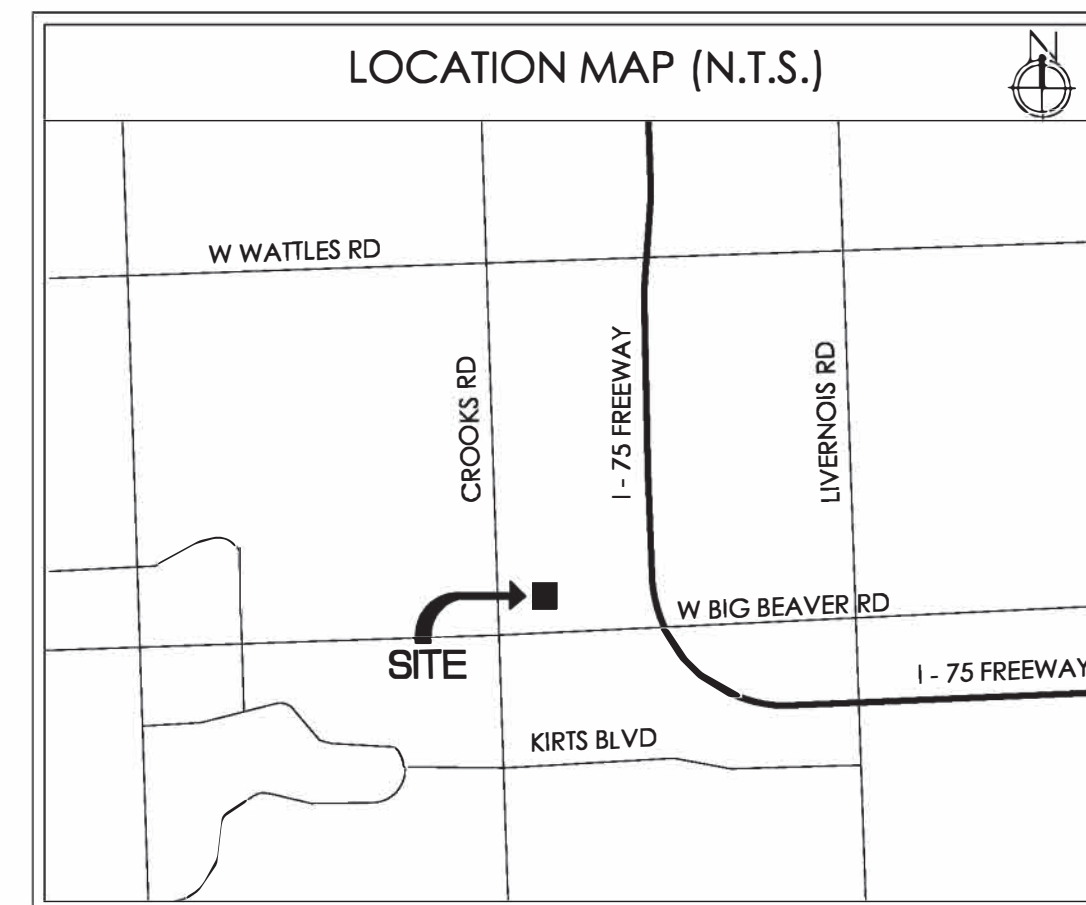 LOCATION MAP (N.T.S.)
N
W WATTLES RD
CROOKS RD
I - 75 FREEWAY
LIVERNOIS RD
W BIG BEAVER RD
SITE
I - 75 FREEWAY
KIRTS BLVD